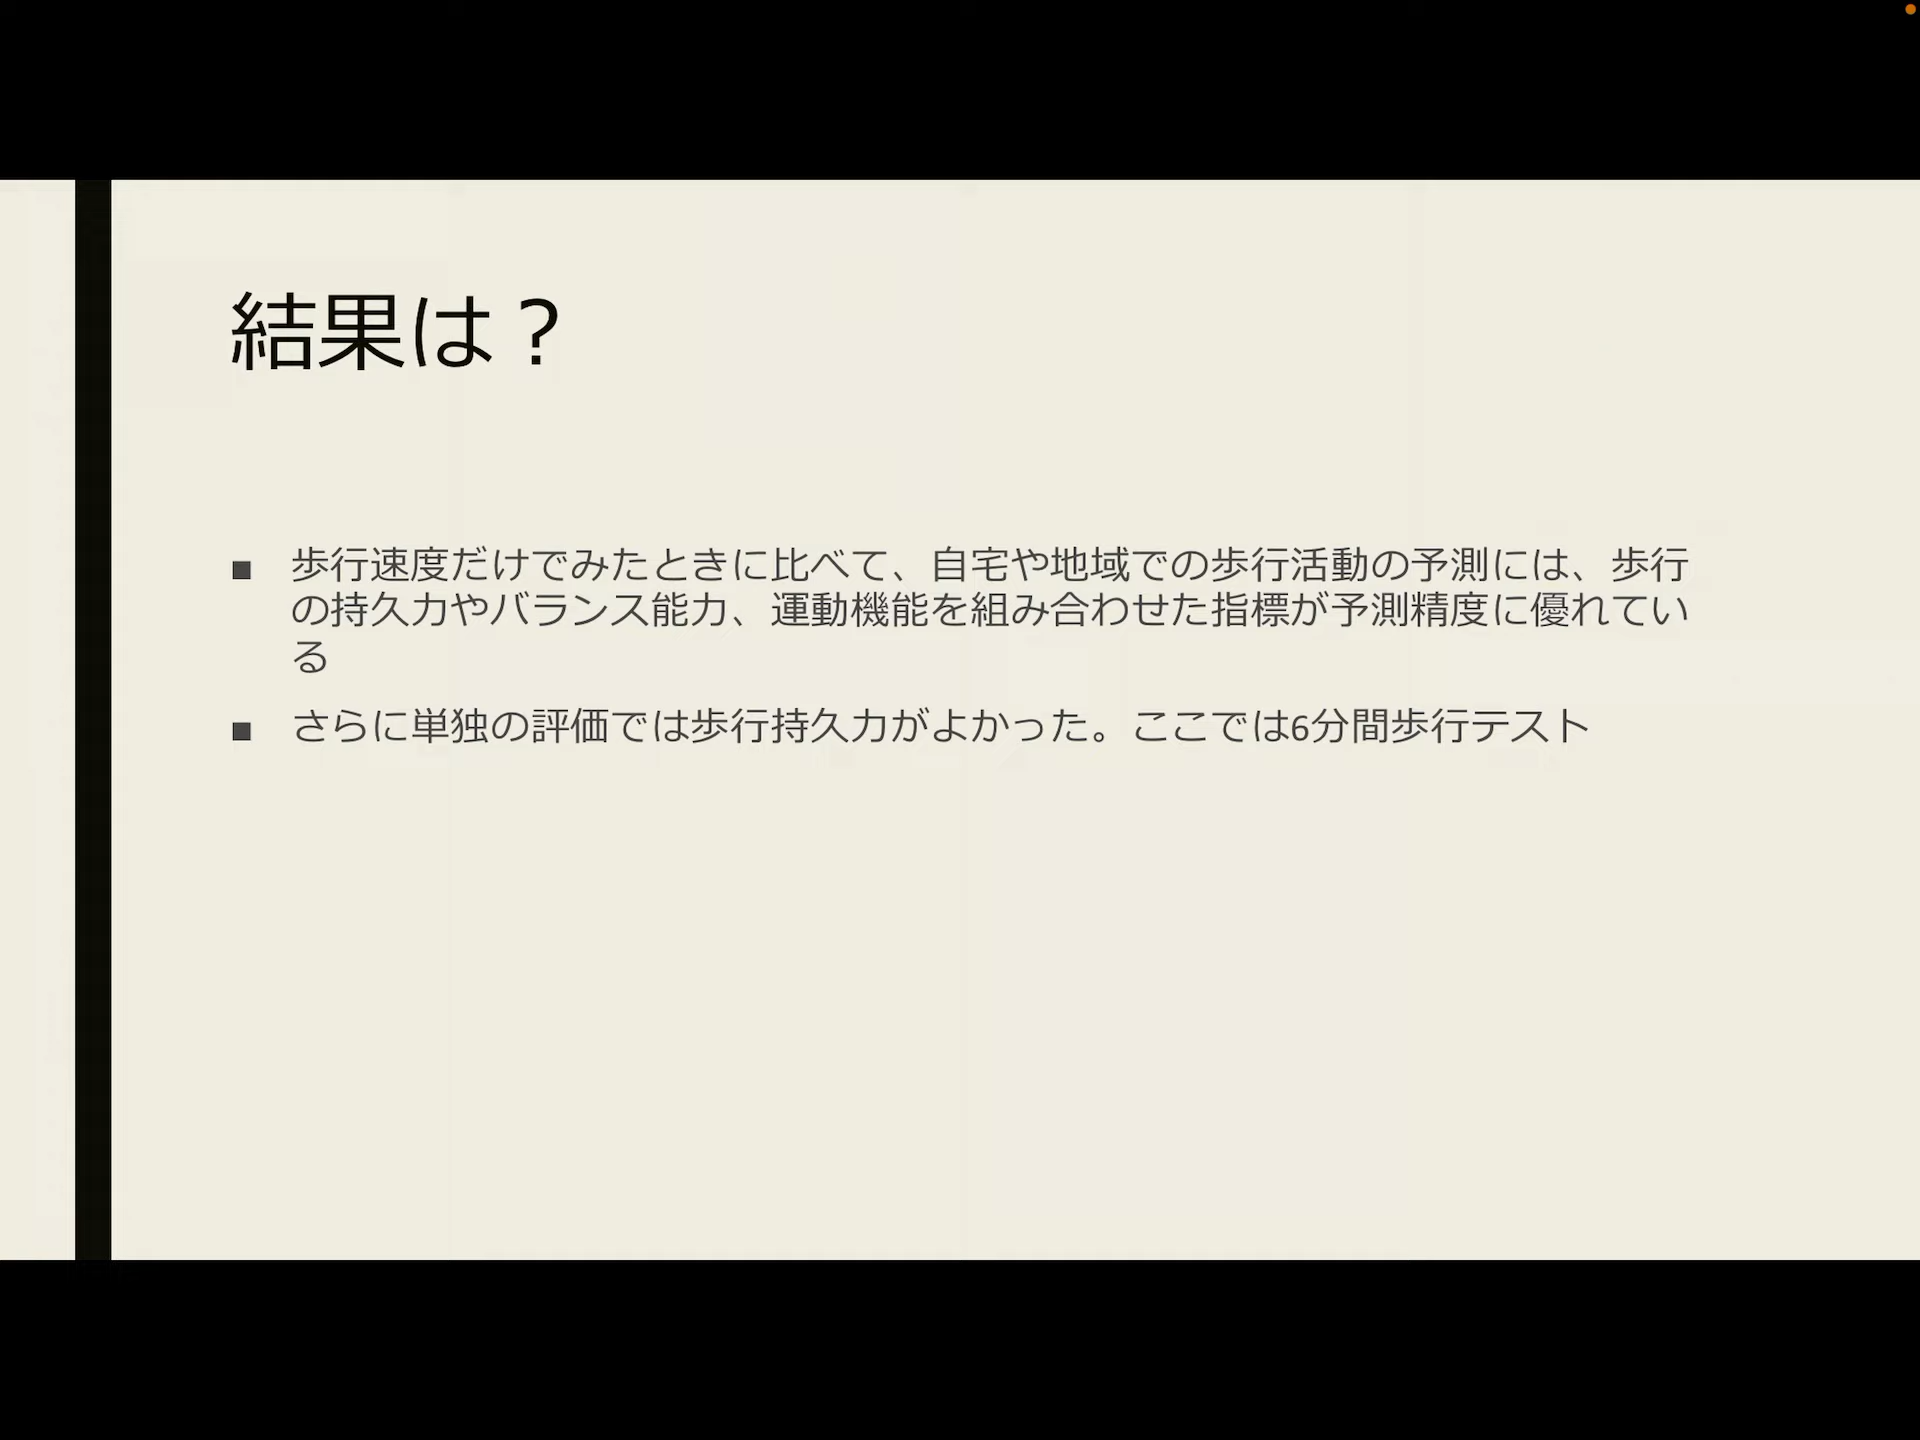 結果は？
■ 歩行速度だけでみたときに比べて、自宅や地域での歩行活動の予測には、歩行
の持久力やバランス能力、運動機能を組み合わせた指標が予測精度に優れてい
る
■ さらに単独の評価では歩行持久力がよかった。ここでは6分間歩行テスト